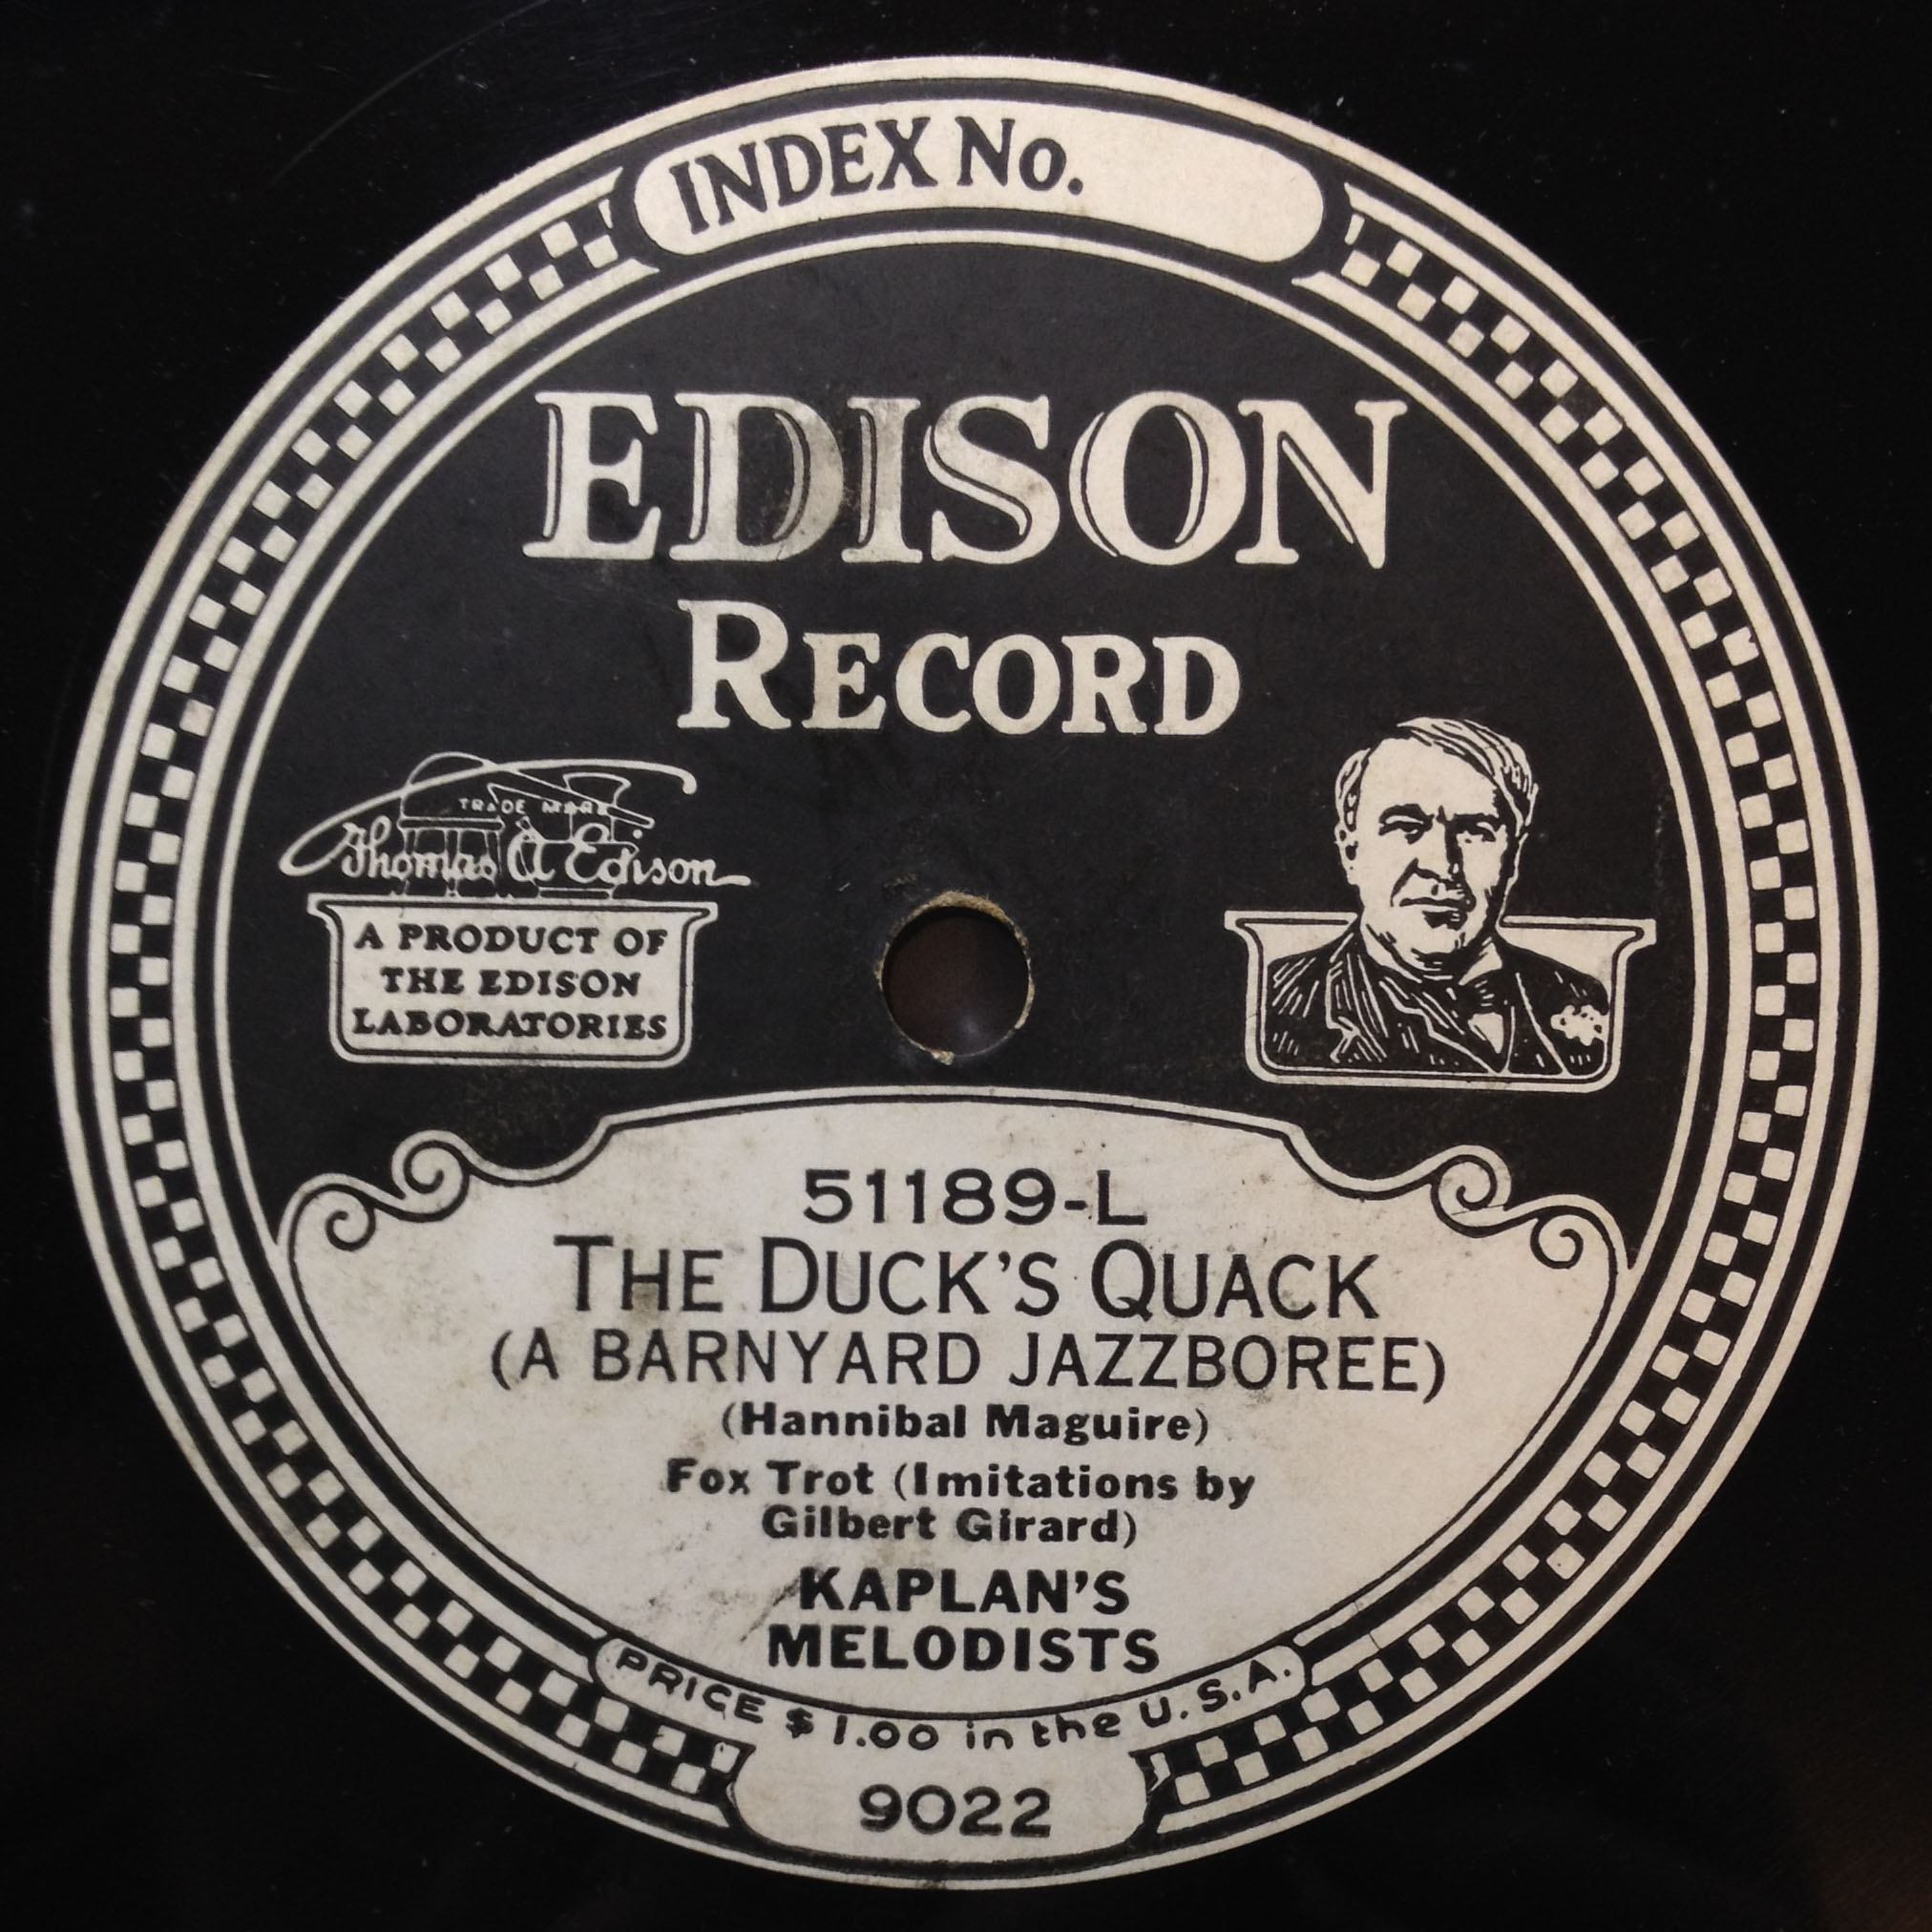 INDEX No.
EDISON
RECORD
TRADE MARK
Thomas A Edison
A PRODUCT OF
THE EDISON
LABORATORIES
51189-L
THE DUCK'S QUACK
(A BARNYARD JAZZBOREE)
(Hannibal Maguire)
Fox Trot (Imitations by
Gilbert Girard)
KAPLAN'S
MELODISTS
PRICE $1.00 in the U.S.A.
9022